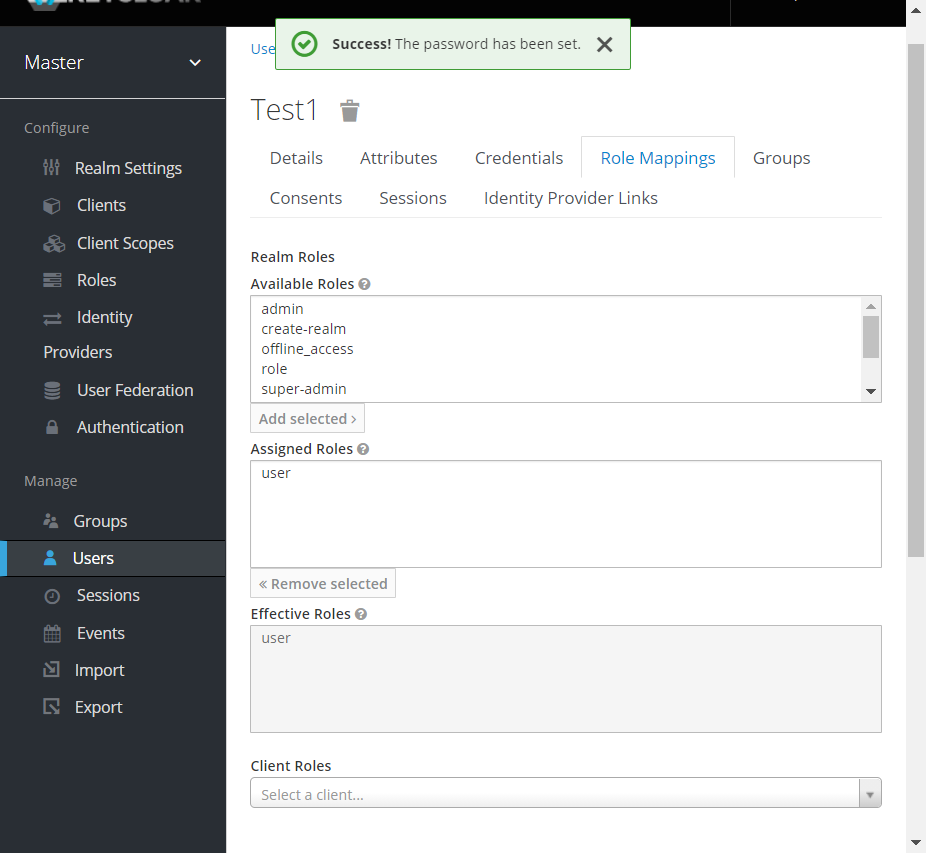 Master
Configure
Realm Settings
Clients
Client Scopes
Roles
Identity
Providers
User Federation
Authentication
Manage
Groups
Users
Sessions
Events
Import
Export
Success! The password has been set.
Use
Test1
Details
Attributes
Credentials
Role Mappings
Groups
Consents
Sessions
Identity Provider Links
Realm Roles
Available Roles
admin
create-realm
offline_access
role
super-admin
Add selected ›
Assigned Roles
user
« Remove selected
Effective Roles
user
Client Roles
Select a client...